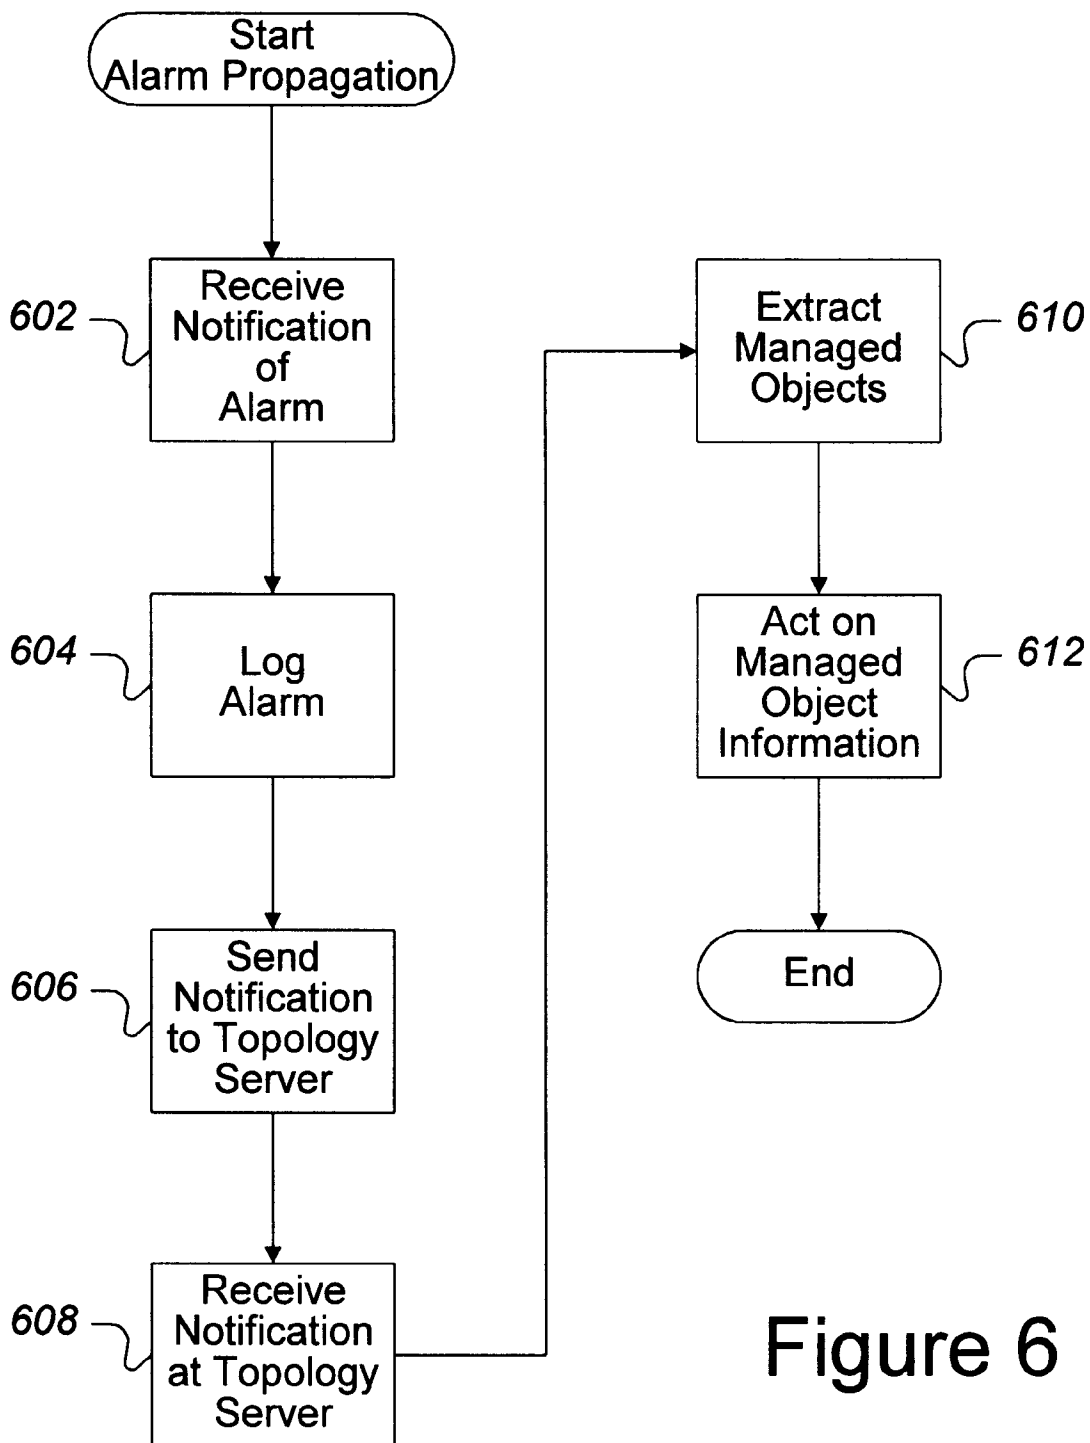 Start
Alarm Propagation
602
Receive
Notification
of
Alarm
604
Log
Alarm
606
Send
Notification
to Topology
Server
608
Receive
Notification
at Topology
Server
610
Extract
Managed
Objects
612
Act on
Managed
Object
Information
End
Figure 6